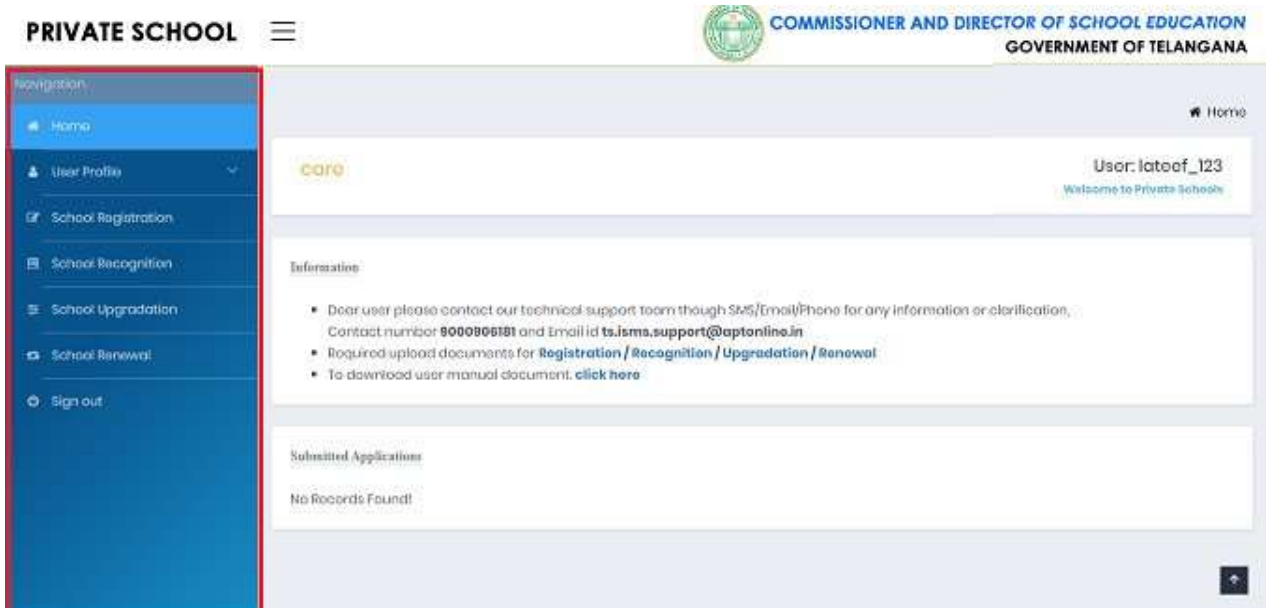 PRIVATE SCHOOL
COMMISSIONER AND DIRECTOR OF SCHOOL EDUCATION
GOVERNMENT OF TELANGANA
Navigation
Home
User Profile
School Registration
School Recognition
School Upgradation
School Renewal
Sign out
Home
care
User: lateef_123
Welcome to Private Schools
Information
Dear user please contact our technical support team though SMS/Email/Phone for any information or clarification,
Contact number 9000906181 and Email id ts.isms.support@aptonline.in
Required upload documents for Registration / Recognition / Upgradation / Renewal
To download user manual document. click here
Submitted Applications
No Records Found!